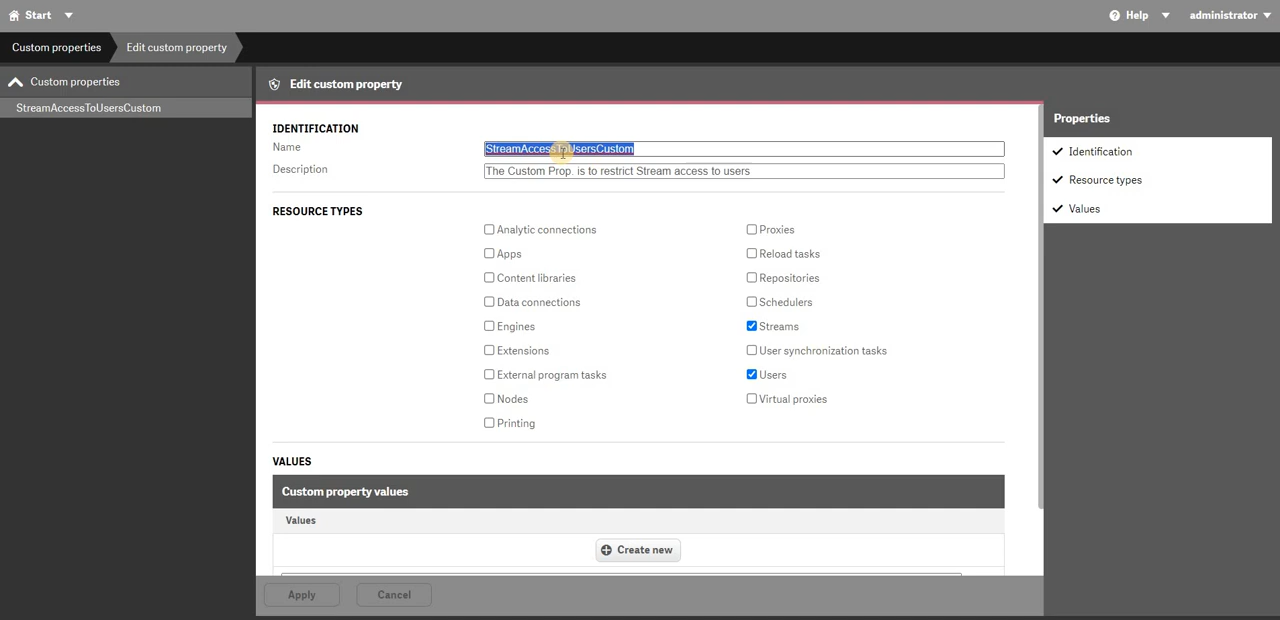 Start
Help
administrator
Custom properties
Edit custom property
Custom properties
StreamAccessToUsersCustom
Edit custom property
IDENTIFICATION
Name
StreamAccessToUsersCustom
Description
The Custom Prop. is to restrict Stream access to users
RESOURCE TYPES
Analytic connections
Proxies
Apps
Reload tasks
Content libraries
Repositories
Data connections
Schedulers
Engines
Streams
Extensions
User synchronization tasks
External program tasks
Users
Nodes
Virtual proxies
Printing
VALUES
Custom property values
Values
Create new
Apply
Cancel
Properties
Identification
Resource types
Values